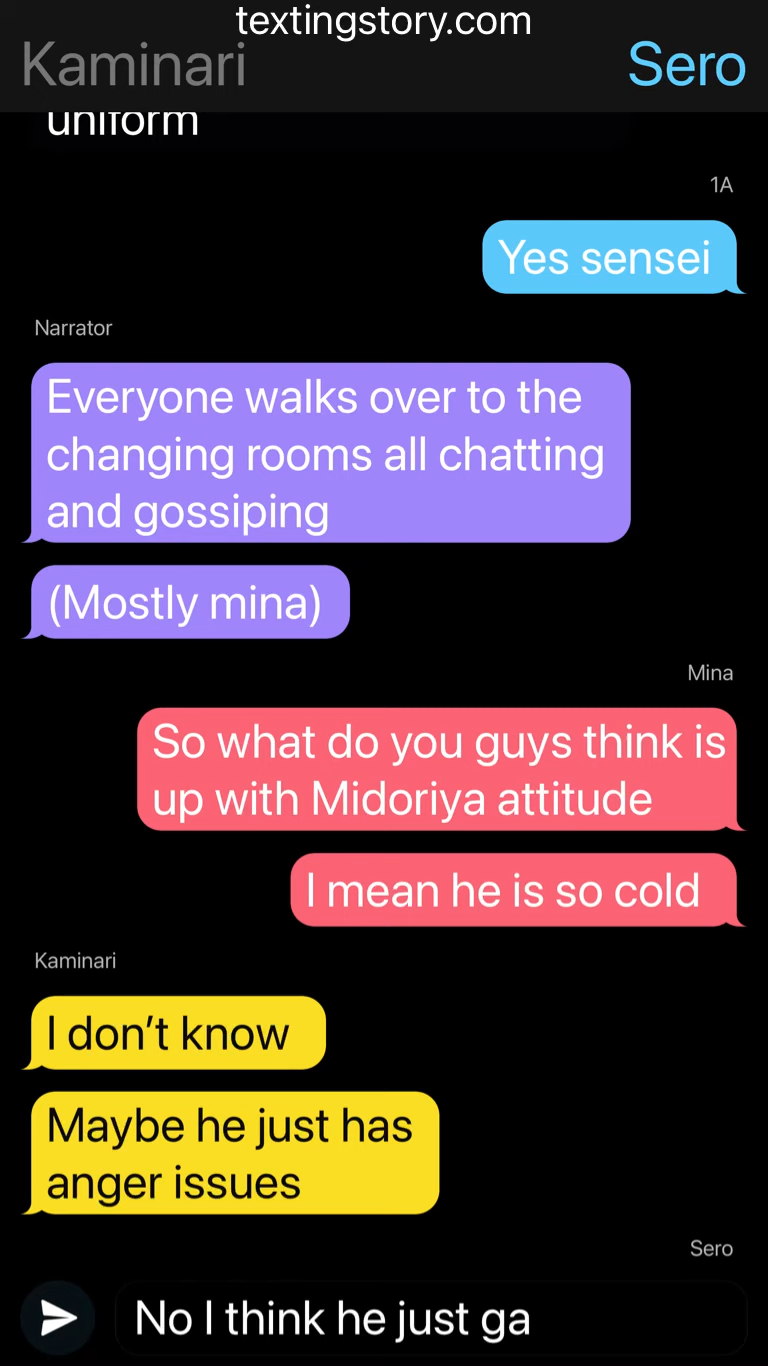 textingstory.com
Kaminari
Sero
uniform
1A
Yes sensei
Narrator
Everyone walks over to the
changing rooms all chatting
and gossiping
(Mostly mina)
Mina
So what do you guys think is
up with Midoriya attitude
I mean he is so cold
Kaminari
I don’t know
Maybe he just has
anger issues
Sero
No I think he just ga